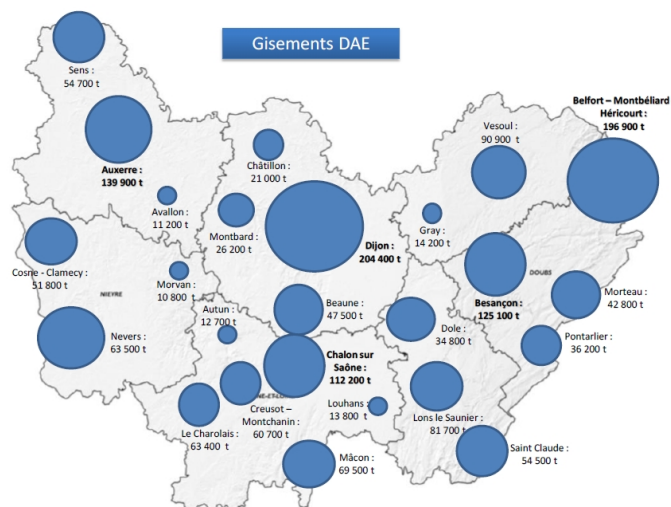 Gisements DAE
Sens :
54 700 t
Belfort – Montbéliard
Héricourt :
196 900 t
Vesoul :
90 900 t
Auxerre :
139 900 t
Châtillon :
21 000 t
Avallon :
11 200 t
Montbard :
26 200 t
Dijon :
204 400 t
Gray :
14 200 t
Cosne - Clamecy :
51 800 t
NIEVRE
Morvan :
10 800 t
Besançon :
125 100 t
DOUBS
Morteau :
42 800 t
Nevers :
63 500 t
Autun :
12 700 t
Beaune :
47 500 t
Dole :
34 800 t
Pontarlier :
36 200 t
Chalon sur
Saône :
112 200 t
Le Charolais :
63 400 t
Creusot –
Montchanin :
60 700 t
Louhans :
13 800 t
Lons le Saunier :
81 700 t
Mâcon :
69 500 t
Saint Claude :
54 500 t